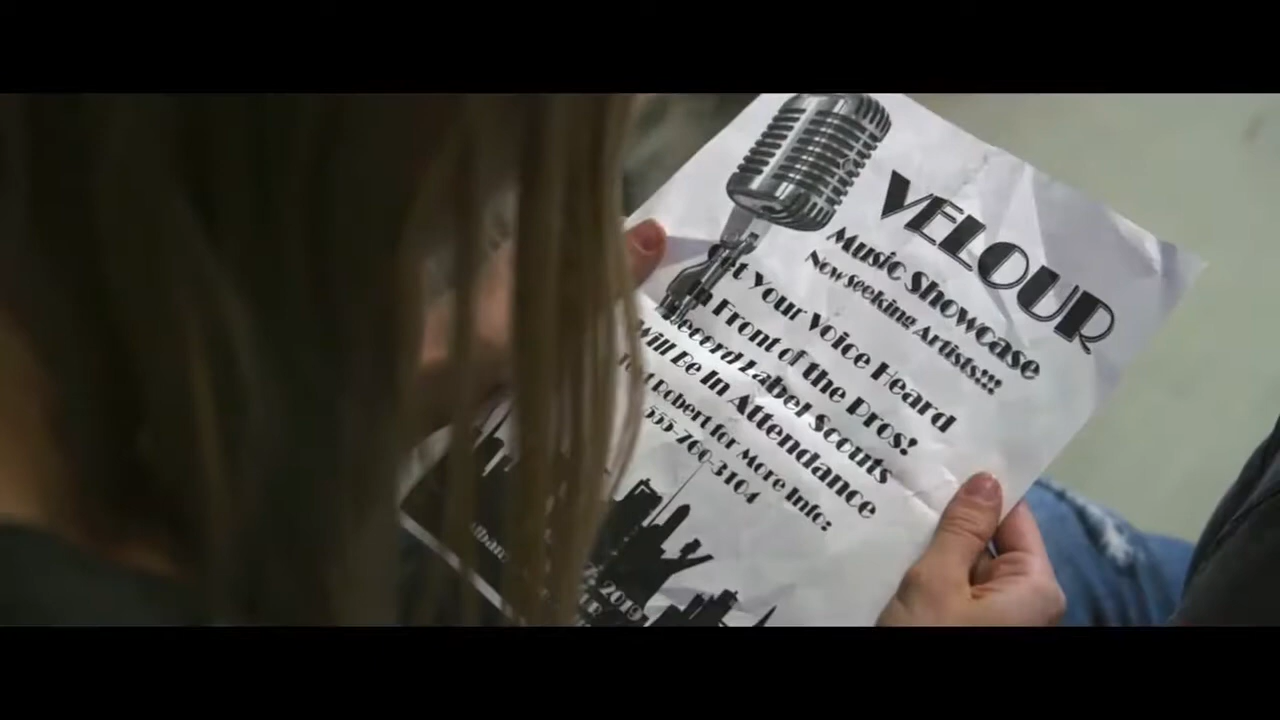 VELOUR
Music Showcase
Now Seeking Artists!!!
Get Your Voice Heard
In Front of the Pros!
Record Label Scouts
Will Be In Attendance
Robert for More Info:
555-760-3104
2019